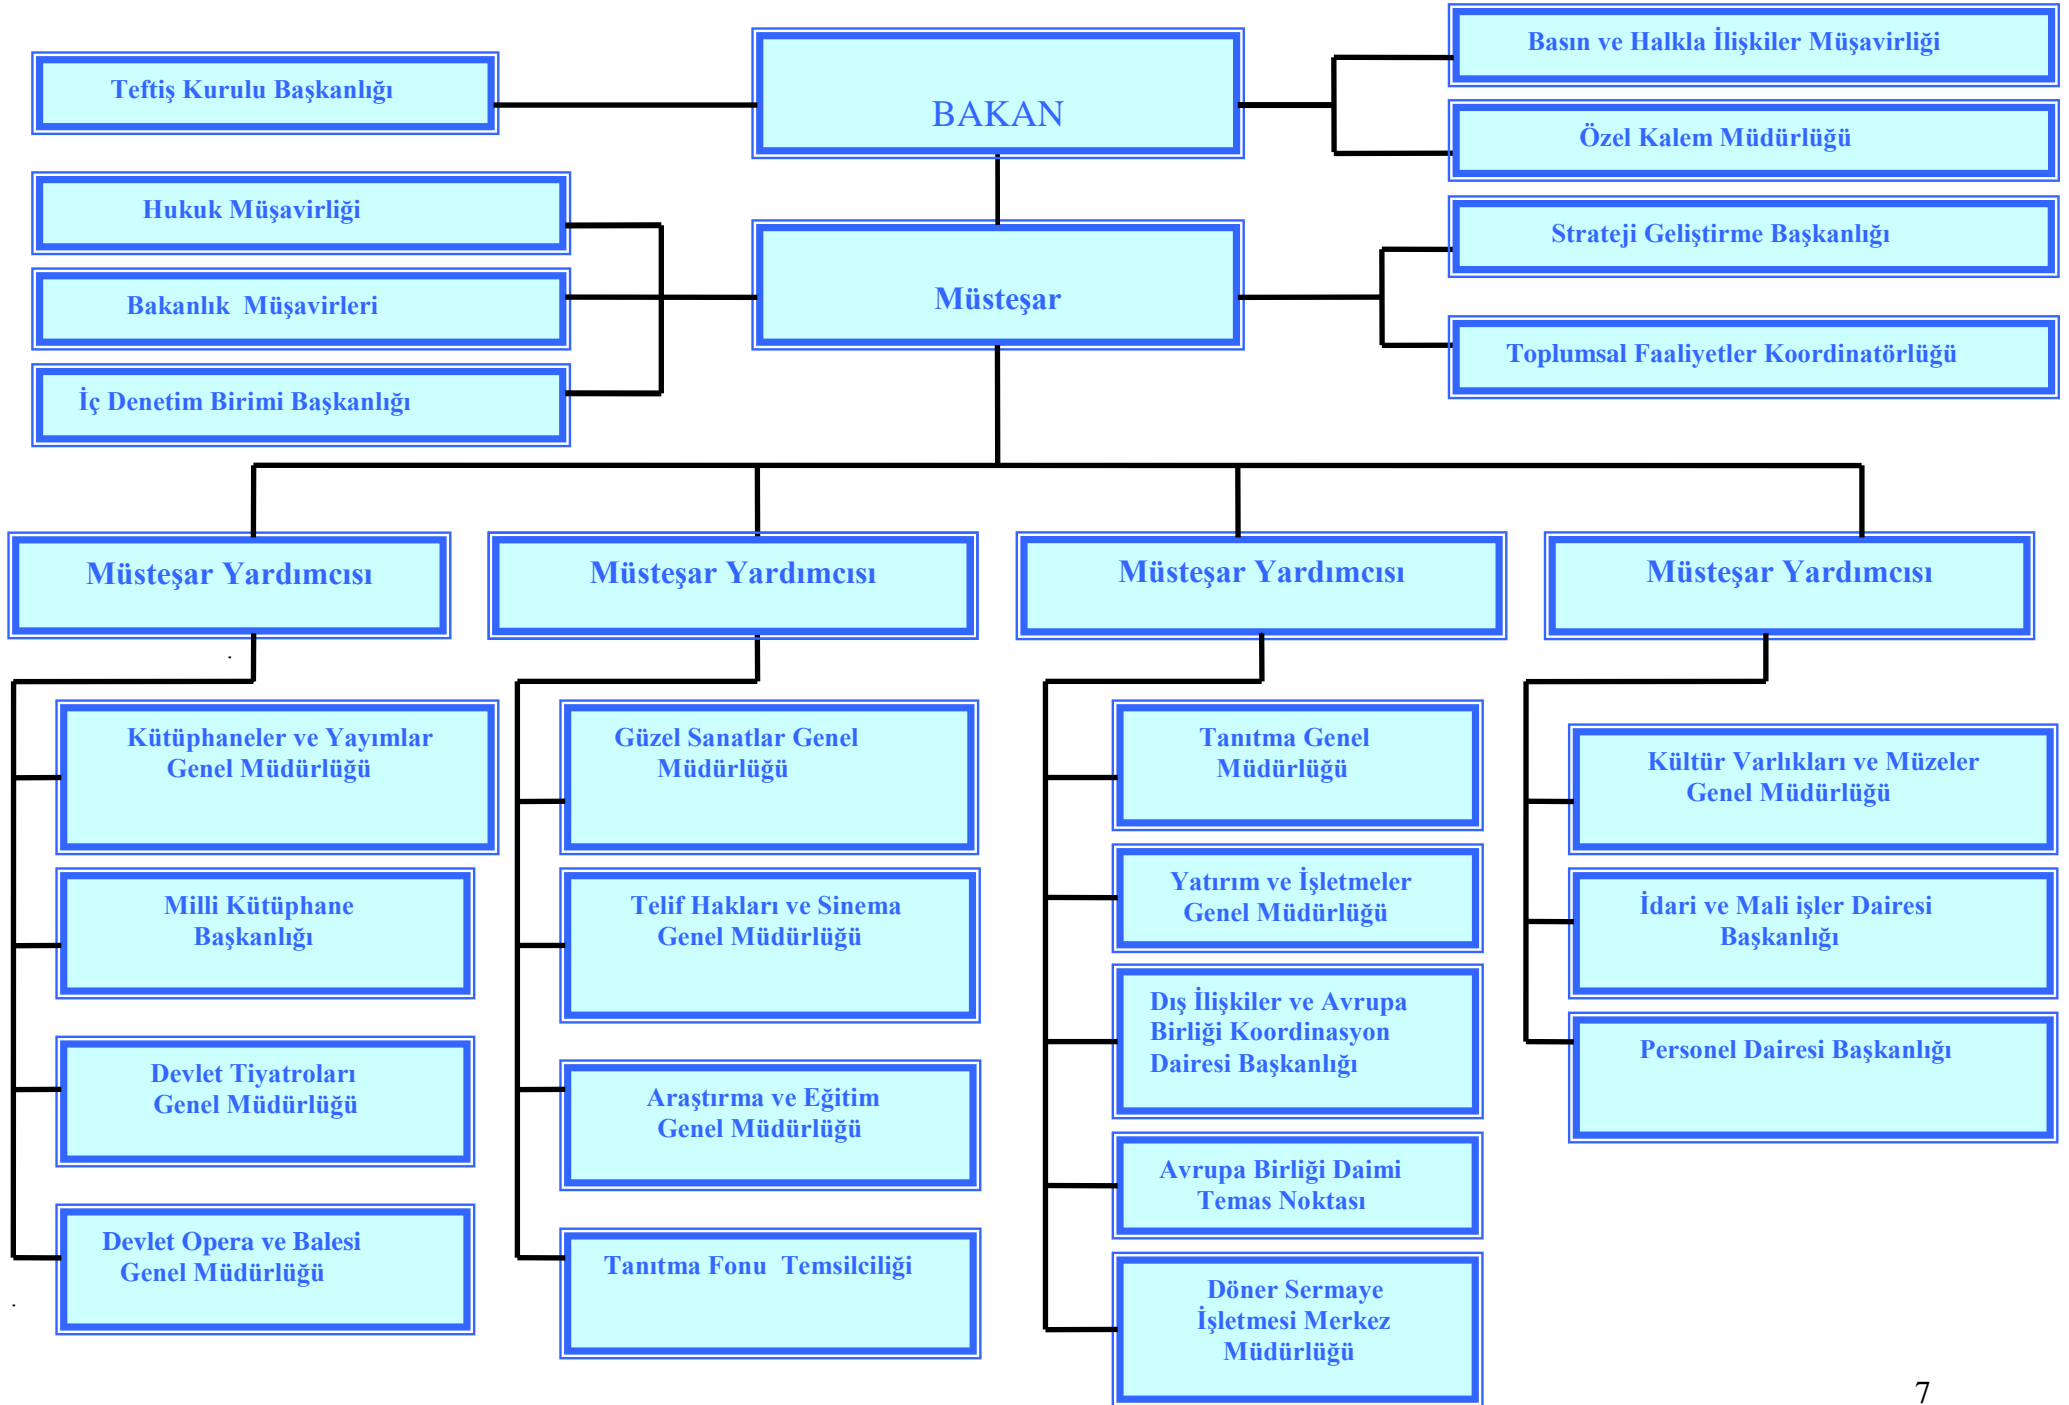 Teftiş Kurulu Başkanlığı
BAKAN
Basın ve Halkla İlişkiler Müşavirliği
Özel Kalem Müdürlüğü
Hukuk Müşavirliği
Bakanlık  Müşavirleri
İç Denetim Birimi Başkanlığı
Müsteşar
Strateji Geliştirme Başkanlığı
Toplumsal Faaliyetler Koordinatörlüğü
Müsteşar Yardımcısı
Müsteşar Yardımcısı
Müsteşar Yardımcısı
Müsteşar Yardımcısı
Kütüphaneler ve Yayımlar
Genel Müdürlüğü
Milli Kütüphane
Başkanlığı
Devlet Tiyatroları
Genel Müdürlüğü
Devlet Opera ve Balesi
Genel Müdürlüğü
Güzel Sanatlar Genel
Müdürlüğü
Telif Hakları ve Sinema
Genel Müdürlüğü
Araştırma ve Eğitim
Genel Müdürlüğü
Tanıtma Fonu  Temsilciliği
Tanıtma Genel
Müdürlüğü
Yatırım ve İşletmeler
Genel Müdürlüğü
Dış İlişkiler ve Avrupa
Birliği Koordinasyon
Dairesi Başkanlığı
Avrupa Birliği Daimi
Temas Noktası
Döner Sermaye
İşletmesi Merkez
Müdürlüğü
Kültür Varlıkları ve Müzeler
Genel Müdürlüğü
İdari ve Mali işler Dairesi
Başkanlığı
Personel Dairesi Başkanlığı
7